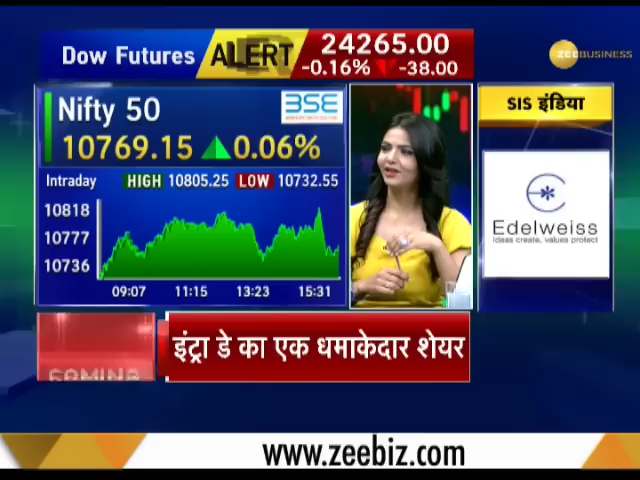 Dow Futures
ALERT
24265.00
-0.16% -38.00
ZEE BUSINESS
Nifty 50
BSE
10769.15 0.06%
Intraday HIGH 10805.25 LOW 10732.55
10818
10777
10736
09:07 11:15 13:23 15:31
SIS इंडिया
Edelweiss
Ideas create, values protect
इंट्रा डे का एक धमाकेदार शेयर
www.zeebiz.com